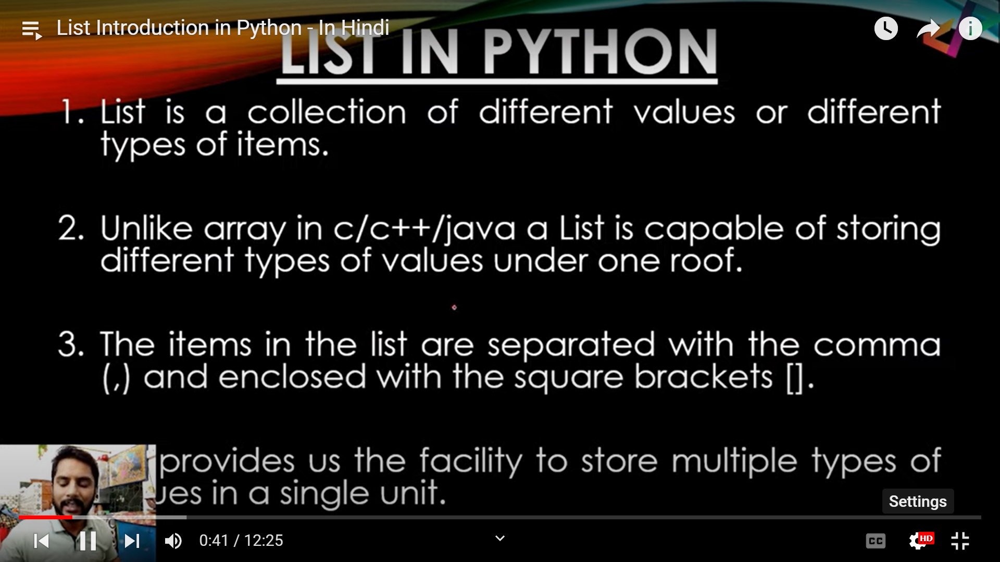 List Introduction in Python - In Hindi
LIST IN PYTHON
1. List is a collection of different values or different
types of items.
2. Unlike array in c/c++/java a List is capable of storing
different types of values under one roof.
3. The items in the list are separated with the comma
(,) and enclosed with the square brackets [].
provides us the facility to store multiple types of
ues in a single unit.
Settings
0:41 / 12:25
CC
HD